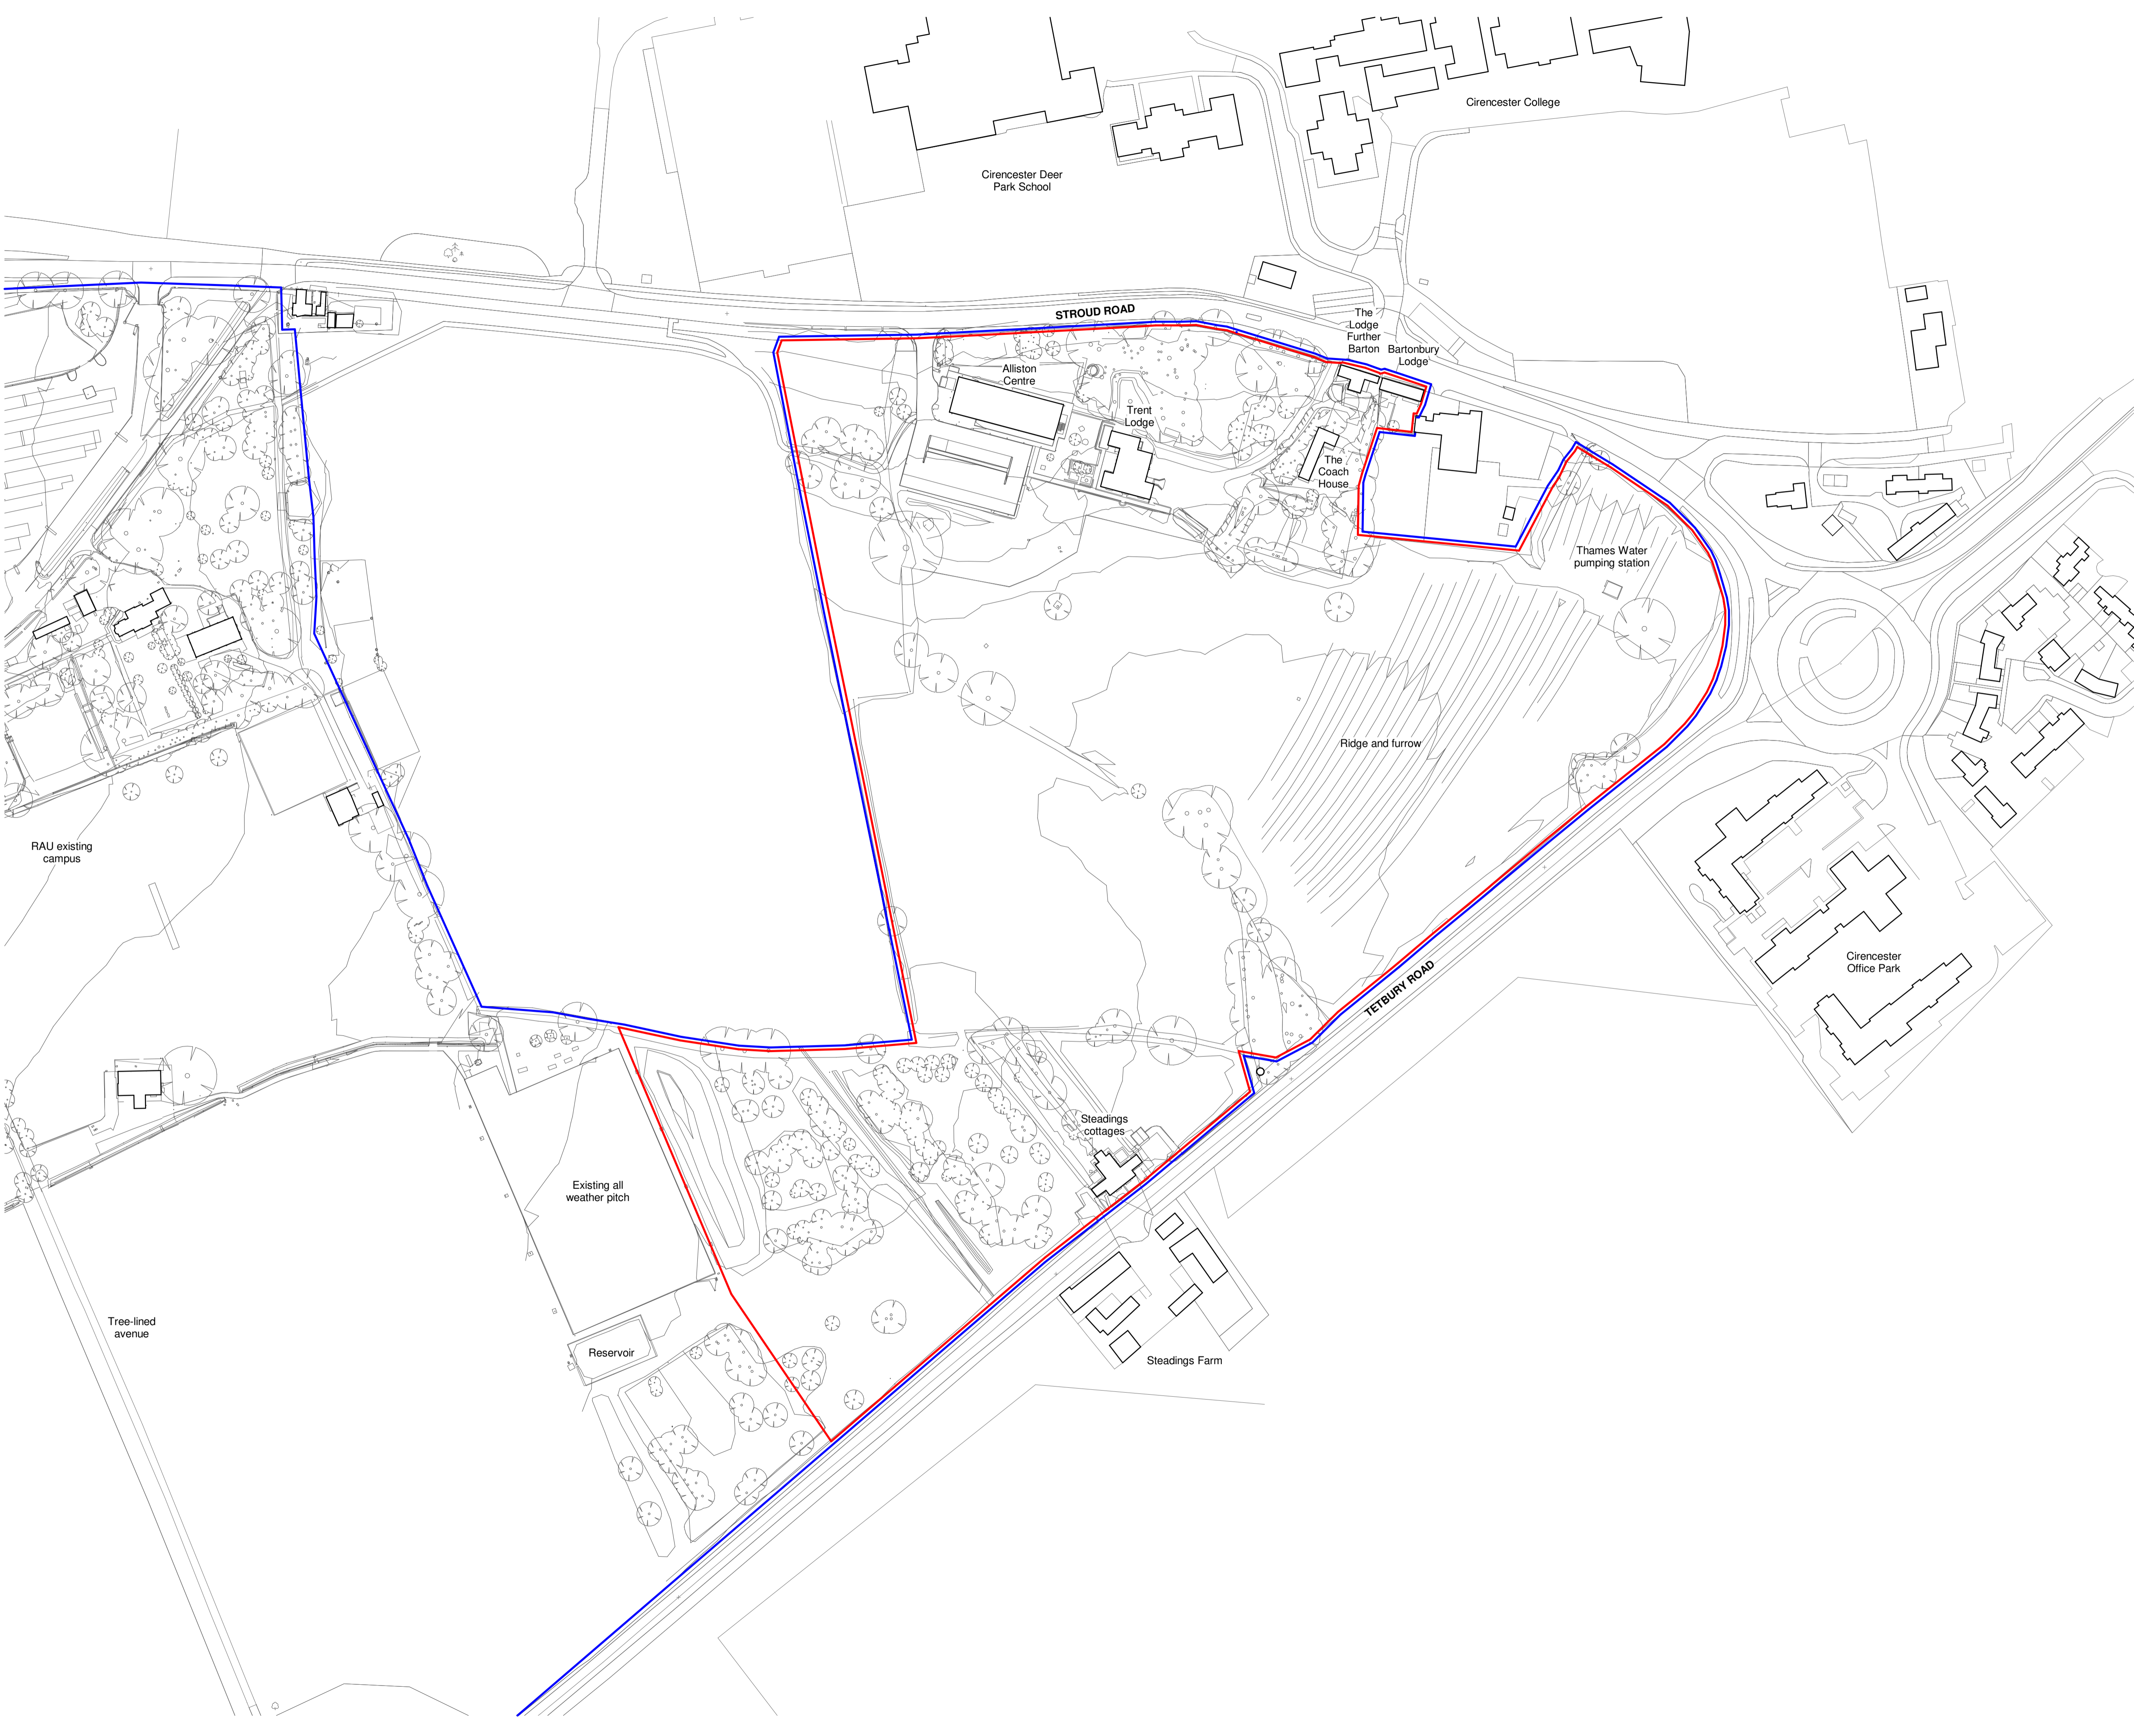 Cirencester College
Cirencester Deer
Park School
STROUD ROAD
The
Lodge
Further
Barton
Bartonbury
Lodge
Alliston
Centre
Trent
Lodge
The
Coach
House
Thames Water
pumping station
Ridge and furrow
RAU existing
campus
Cirencester
Office Park
TETBURY ROAD
Steadings
cottages
Existing all
weather pitch
Tree-lined
avenue
Reservoir
Steadings Farm